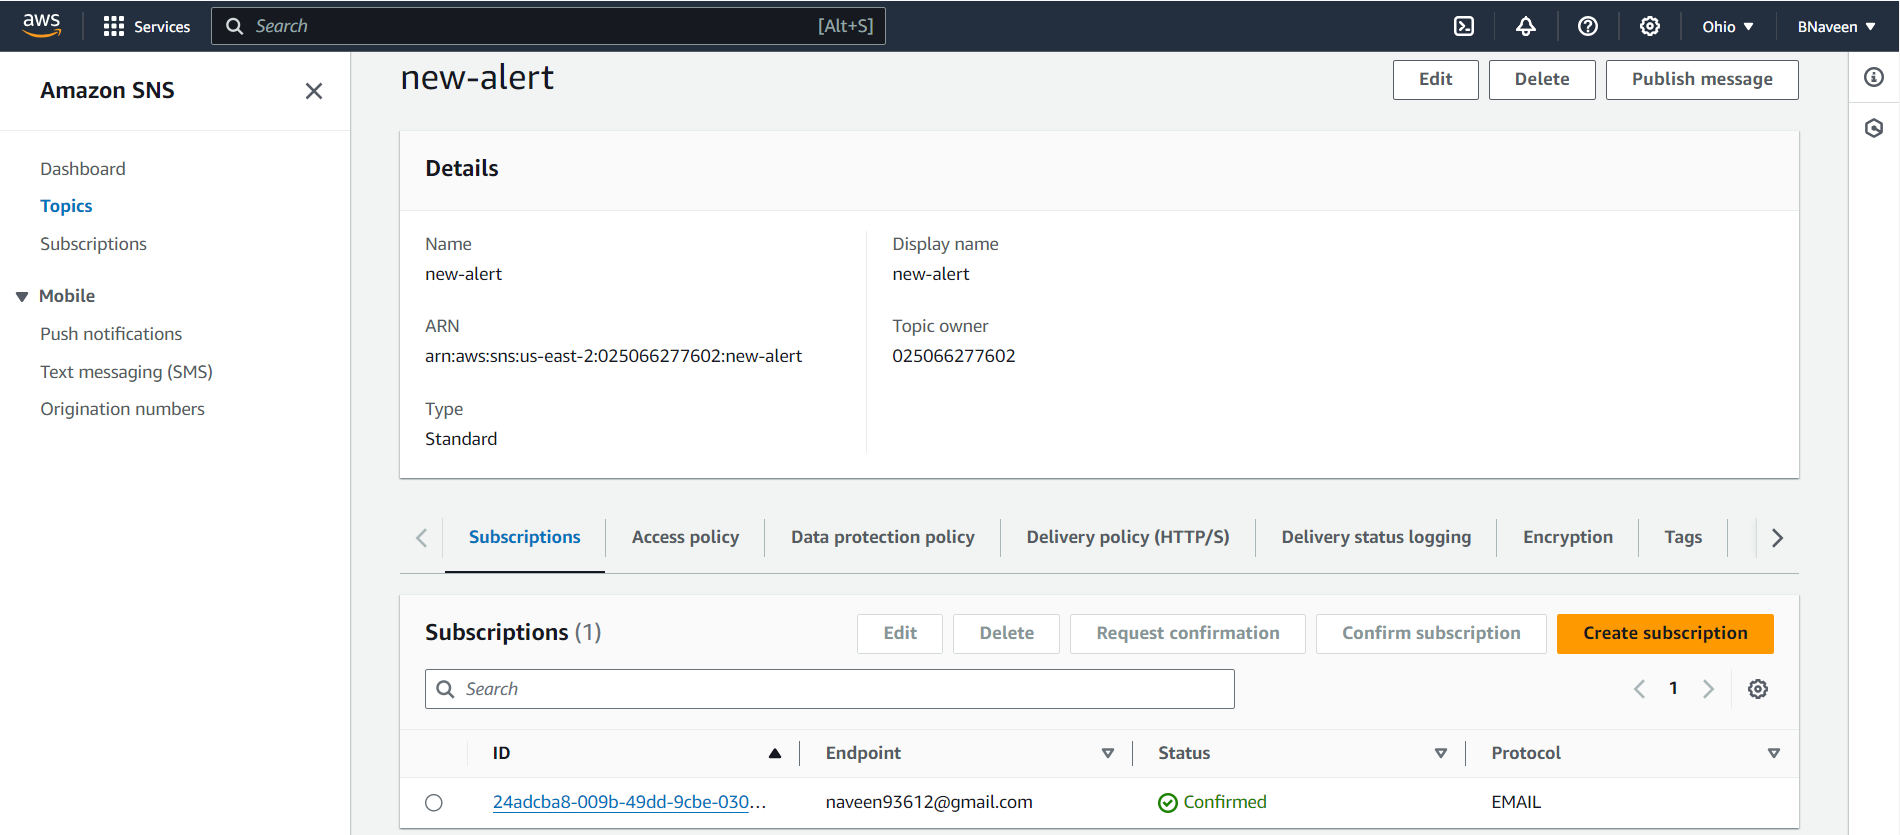 aws Services Search [Alt+S] Ohio BNaveen
Amazon SNS
Dashboard
Topics
Subscriptions
Mobile
Push notifications
Text messaging (SMS)
Origination numbers
new-alert
Edit Delete Publish message
Details
Name
new-alert
ARN
arn:aws:sns:us-east-2:025066277602:new-alert
Type
Standard
Display name
new-alert
Topic owner
025066277602
Subscriptions Access policy Data protection policy Delivery policy (HTTP/S) Delivery status logging Encryption Tags
Subscriptions (1) Edit Delete Request confirmation Confirm subscription Create subscription
Search 1
ID Endpoint Status Protocol
24adcba8-009b-49dd-9cbe-030... naveen93612@gmail.com Confirmed EMAIL